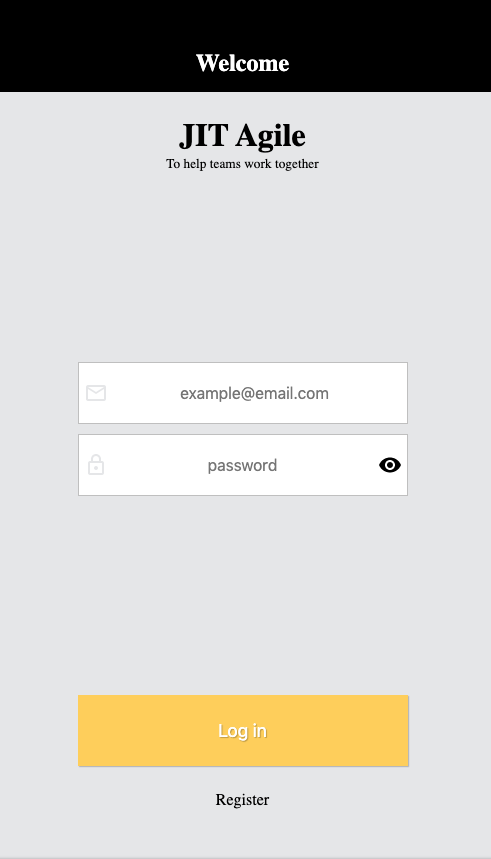 Welcome
JIT Agile
To help teams work together
example@email.com
password
Log in
Register